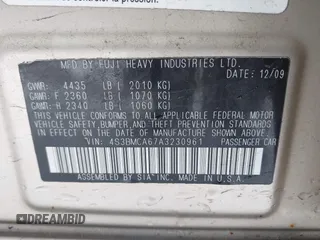 which controller is p
MFD. BY FUJI HEAVY INDUSTRIES LTD.
DATE: 12/09
GVWR: 4435 LB ( 2010 KG)
GAWR: F 2360 LB ( 1070 KG)
GAWR: R 2340 LB ( 1060 KG)
THIS VEHICLE CONFORMS TO ALL APPLICABLE FEDERAL MOTOR
VEHICLE SAFETY, BUMPER, AND THEFT PREVENTION STANDARDS
IN EFFECT ON THE DATE OF MANUFACTURE SHOWN ABOVE.
VIN: 4S3BMCA67A3230961 PASSENGER CAR
ASSEMBLED BY SIA INC. MADE IN U.S.A.
DREAMBID